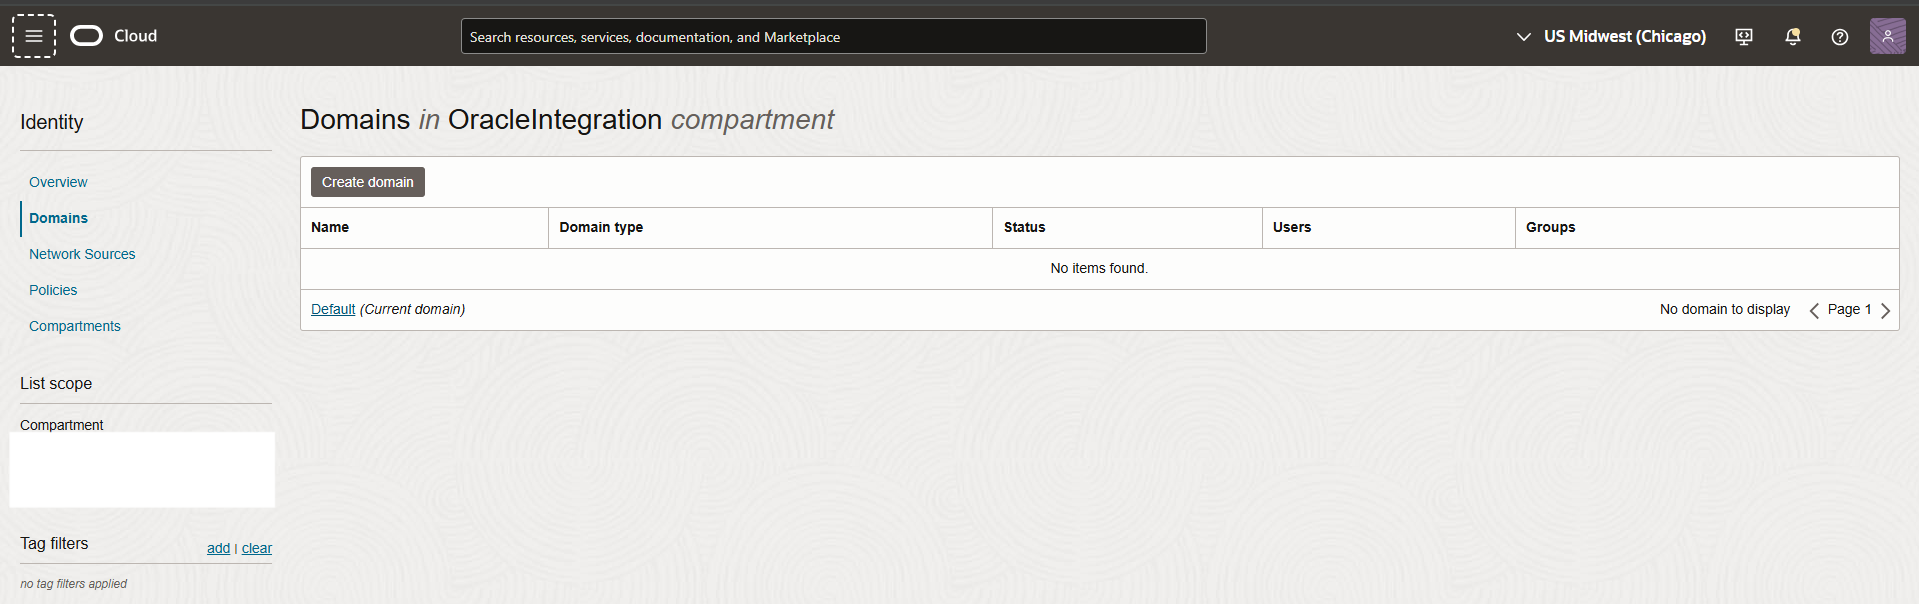 Cloud
Search resources, services, documentation, and Marketplace
US Midwest (Chicago)
Identity
Overview
Domains
Network Sources
Policies
Compartments
List scope
Compartment
Tag filters
add | clear
no tag filters applied
Domains in OracleIntegration compartment
Create domain
Name Domain type Status Users Groups
No items found.
Default (Current domain) No domain to display Page 1